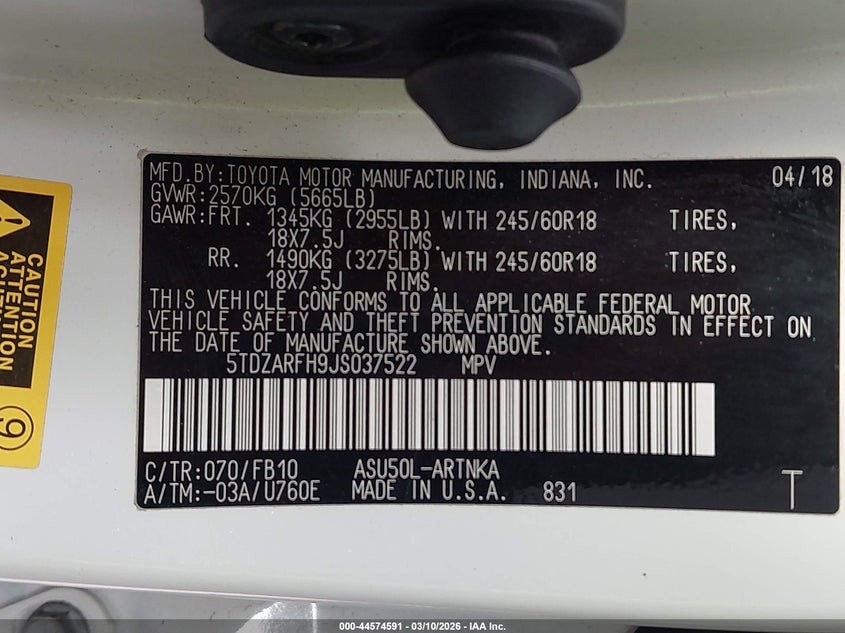 MFD.BY:TOYOTA MOTOR MANUFACTURING, INDIANA, INC. 04/18
GVWR:2570KG (5665LB)
GAWR:FRT. 1345KG (2955LB) WITH 245/60R18 TIRES,
18X7.5J RIMS.
RR. 1490KG (3275LB) WITH 245/60R18 TIRES,
18X7.5J RIMS.
THIS VEHICLE CONFORMS TO ALL APPLICABLE FEDERAL MOTOR
VEHICLE SAFETY AND THEFT PREVENTION STANDARDS IN EFFECT ON
THE DATE OF MANUFACTURE SHOWN ABOVE.
5TDZARFH9JS037522 MPV
C/TR:070/FB10 ASU50L-ARTNKA
A/TM:-03A/U760E MADE IN U.S.A. 831 T
CAUTION
ATTENTION
9
000-44574591 - 03/10/2026 - IAA Inc.